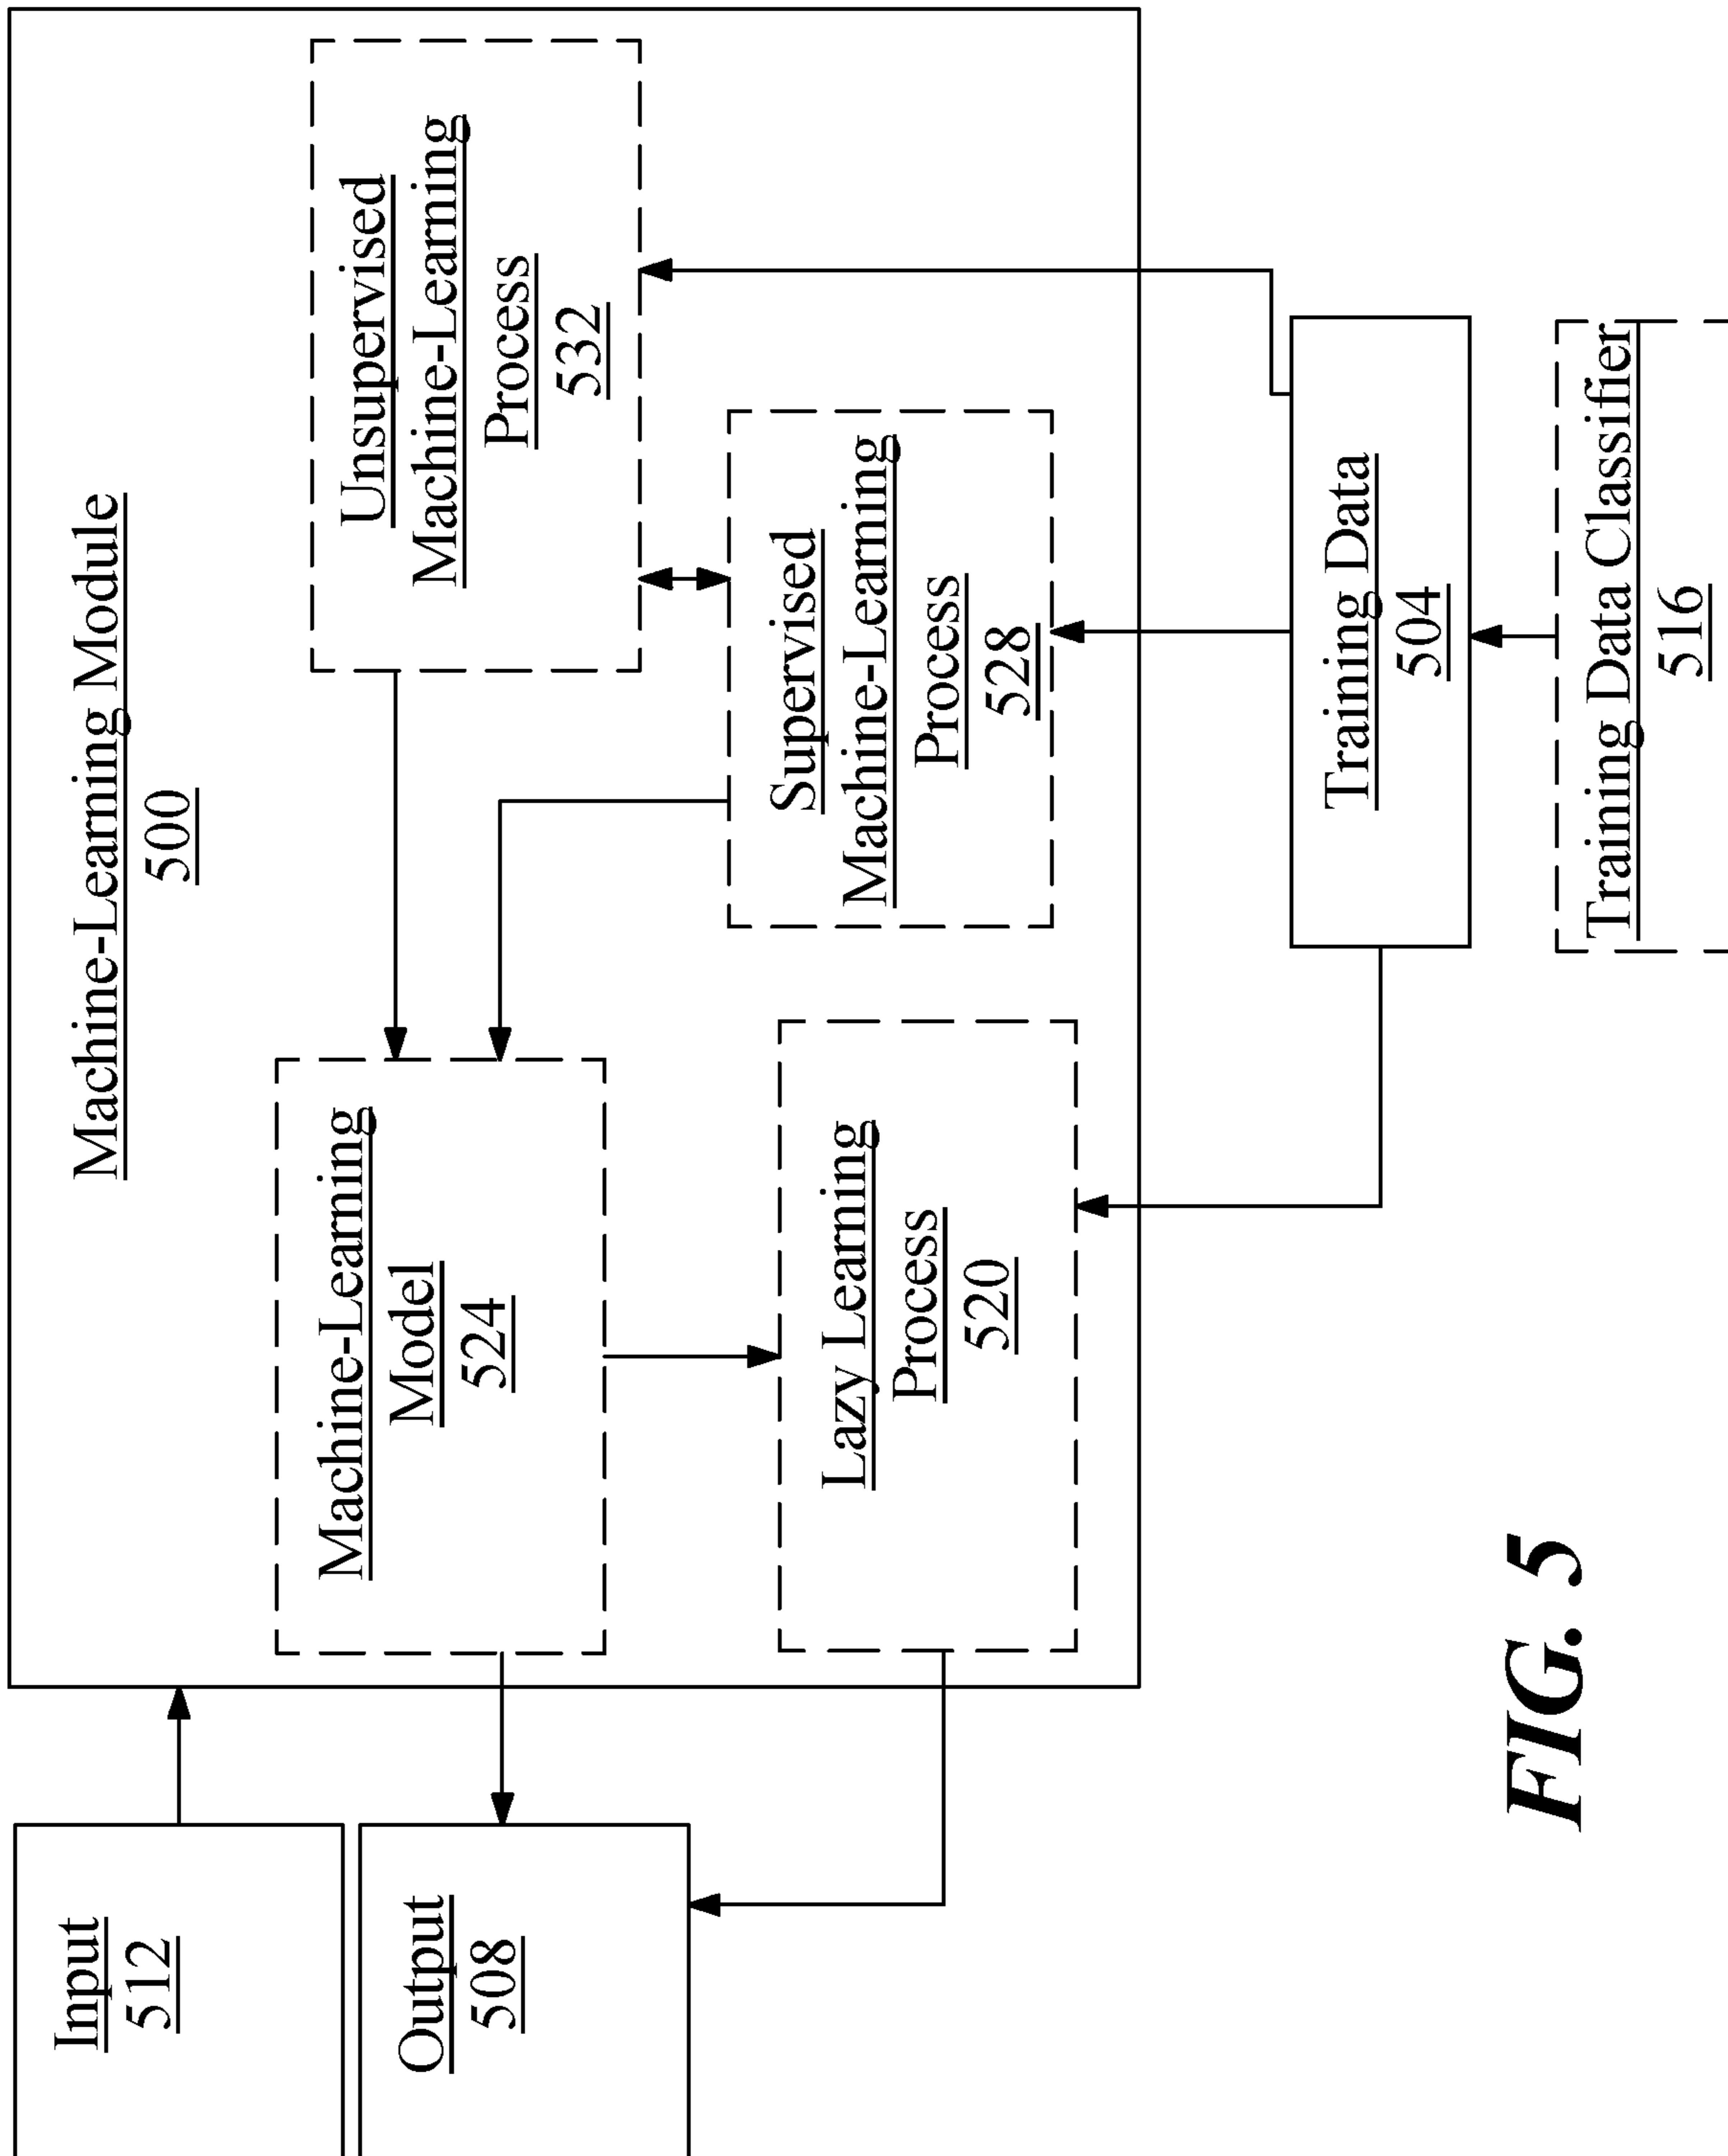 Machine-Learning Module
500
Input
512
Output
508
Machine-Learning
Model
524
Unsupervised
Machine-Learning
Process
532
Lazy Learning
Process
520
Supervised
Machine-Learning
Process
528
Training Data
504
Training Data Classifier
516
FIG. 5